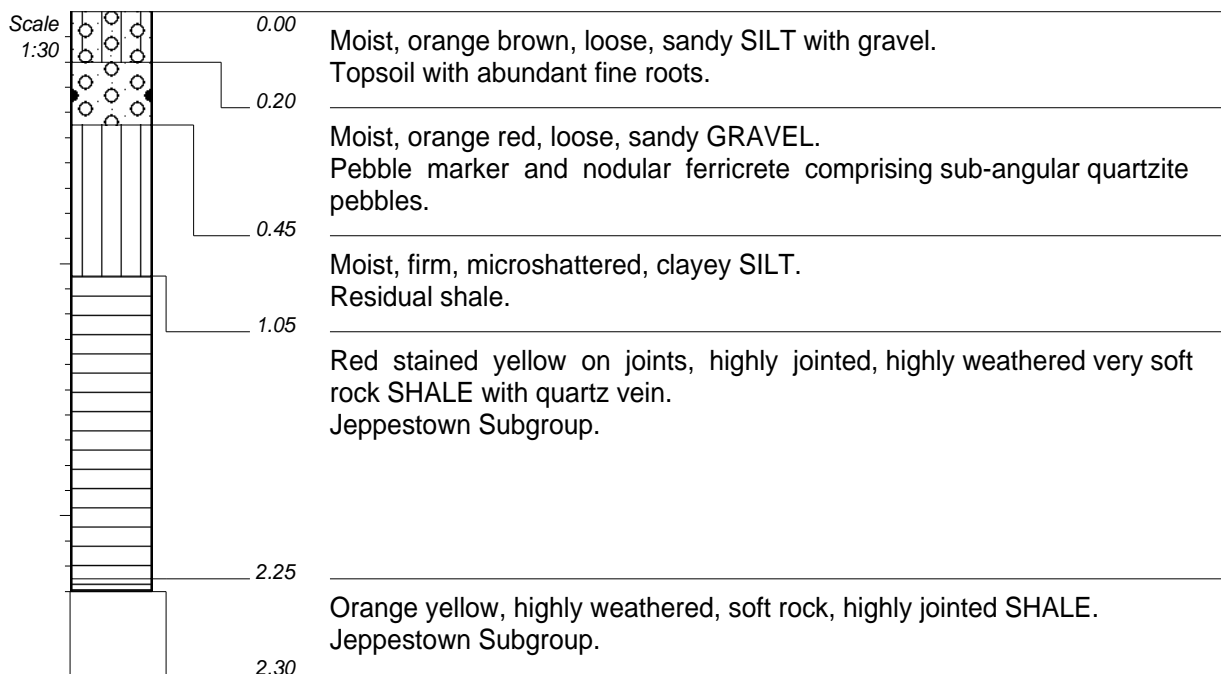 Scale
1:30
0.00
Moist, orange brown, loose, sandy SILT with gravel.
Topsoil with abundant fine roots.
0.20
Moist, orange red, loose, sandy GRAVEL.
Pebble marker and nodular ferricrete comprising sub-angular quartzite
pebbles.
0.45
Moist, firm, microshattered, clayey SILT.
Residual shale.
1.05
Red stained yellow on joints, highly jointed, highly weathered very soft
rock SHALE with quartz vein.
Jeppestown Subgroup.
2.25
Orange yellow, highly weathered, soft rock, highly jointed SHALE.
Jeppestown Subgroup.
2.30